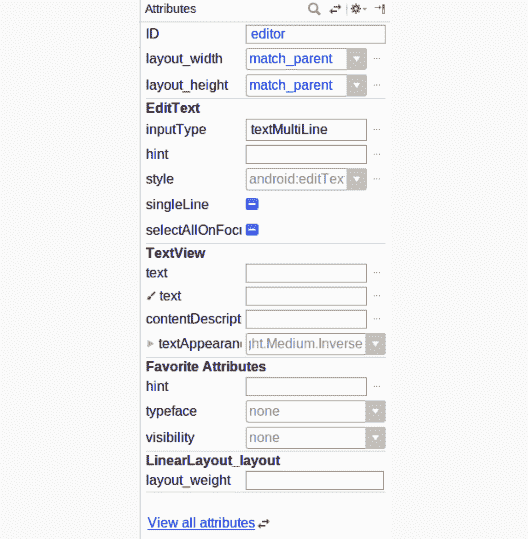 Attributes
ID editor
layout_width match_parent
layout_height match_parent
EditText
inputType textMultiLine
hint
style android:editTex
singleLine
selectAllOnFocu
TextView
text
text
contentDescript
textAppearan ght.Medium.Inverse
Favorite Attributes
hint
typeface none
visibility none
LinearLayout_layout
layout_weight
View all attributes